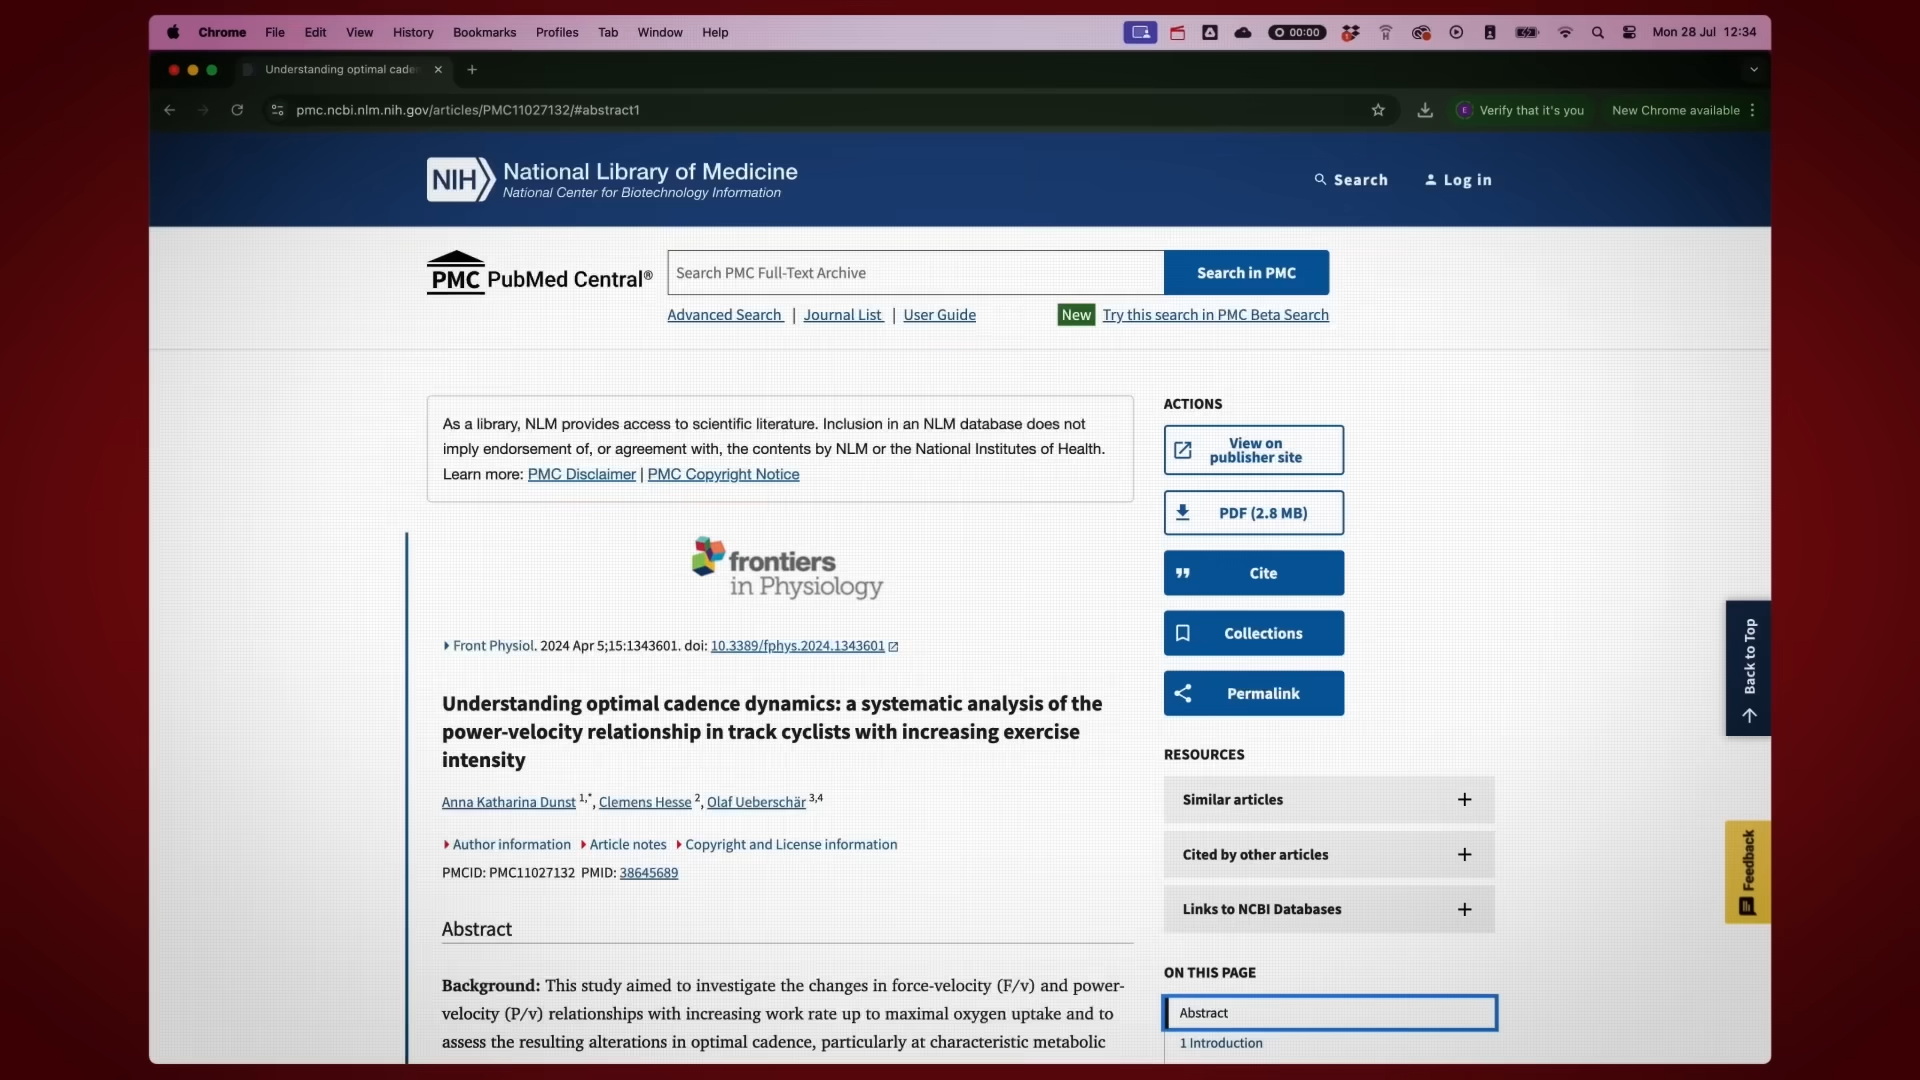 Chrome File Edit View History Bookmarks Profiles Tab Window Help 00:00 Mon 28 Jul 12:34
Understanding optimal cade
pmc.ncbi.nlm.nih.gov/articles/PMC11027132/#abstract1 E Verify that it's you New Chrome available
NIH National Library of Medicine
National Center for Biotechnology Information
Search Log in
PMC PubMed Central®
Search PMC Full-Text Archive Search in PMC
Advanced Search | Journal List | User Guide New Try this search in PMC Beta Search
As a library, NLM provides access to scientific literature. Inclusion in an NLM database does not
imply endorsement of, or agreement with, the contents by NLM or the National Institutes of Health.
Learn more: PMC Disclaimer | PMC Copyright Notice
frontiers
in Physiology
Front Physiol. 2024 Apr 5;15:1343601. doi: 10.3389/fphys.2024.1343601
Understanding optimal cadence dynamics: a systematic analysis of the
power-velocity relationship in track cyclists with increasing exercise
intensity
Anna Katharina Dunst 1,*, Clemens Hesse 2, Olaf Ueberschär 3,4
Author information Article notes Copyright and License information
PMCID: PMC11027132 PMID: 38645689
Abstract
Background: This study aimed to investigate the changes in force-velocity (F/v) and power-
velocity (P/v) relationships with increasing work rate up to maximal oxygen uptake and to
assess the resulting alterations in optimal cadence, particularly at characteristic metabolic
ACTIONS
View on
publisher site
PDF (2.8 MB)
Cite
Collections
Permalink
RESOURCES
Similar articles
Cited by other articles
Links to NCBI Databases
ON THIS PAGE
Abstract
1 Introduction
Back to Top
Feedback